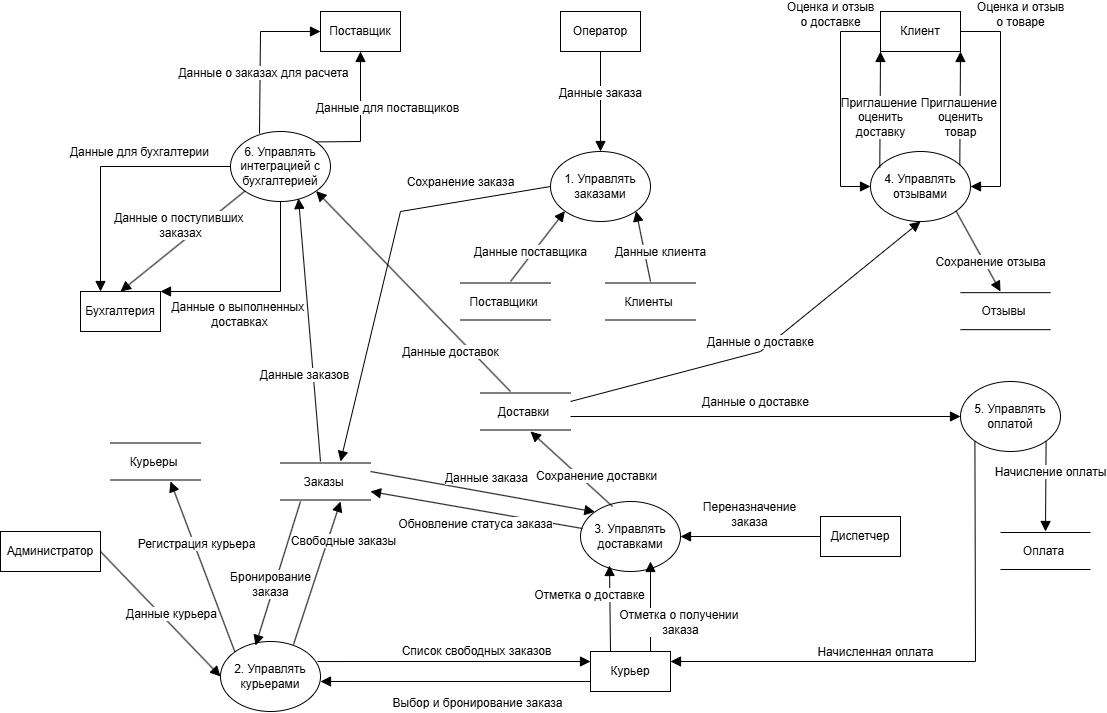 Оценка и отзыв
о доставке
Оценка и отзыв
о товаре
Поставщик
Оператор
Клиент
Данные о заказах для расчета
Данные для поставщиков
Данные заказа
Приглашение
оценить
доставку
Приглашение
оценить
товар
Данные для бухгалтерии
6. Управлять
интеграцией с
бухгалтерией
Сохранение заказа
1. Управлять
заказами
4. Управлять
отзывами
Данные о поступивших
заказах
Данные поставщика
Данные клиента
Сохранение отзыва
Бухгалтерия
Данные о выполненных
доставках
Поставщики
Клиенты
Отзывы
Данные доставок
Данные о доставке
Данные заказов
Доставки
Данные о доставке
5. Управлять
оплатой
Курьеры
Заказы
Данные заказа
Сохранение доставки
Начисление оплаты
Администратор
Регистрация курьера
Свободные заказы
Обновление статуса заказа
3. Управлять
доставками
Переназначение
заказа
Диспетчер
Оплата
Бронирование
заказа
Отметка о доставке
Данные курьера
Отметка о получении
заказа
2. Управлять
курьерами
Список свободных заказов
Курьер
Начисленная оплата
Выбор и бронирование заказа